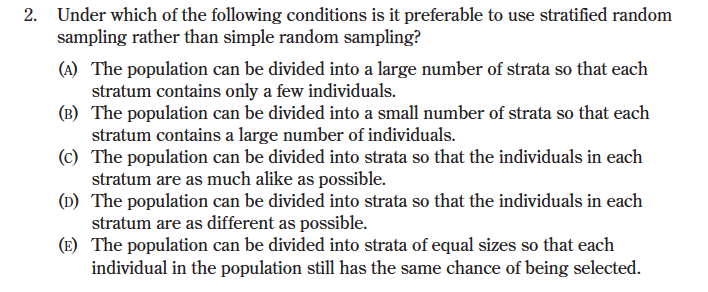 2. Under which of the following conditions is it preferable to use stratified random
sampling rather than simple random sampling?
(A) The population can be divided into a large number of strata so that each
stratum contains only a few individuals.
(B) The population can be divided into a small number of strata so that each
stratum contains a large number of individuals.
(C) The population can be divided into strata so that the individuals in each
stratum are as much alike as possible.
(D) The population can be divided into strata so that the individuals in each
stratum are as different as possible.
(E) The population can be divided into strata of equal sizes so that each
individual in the population still has the same chance of being selected.